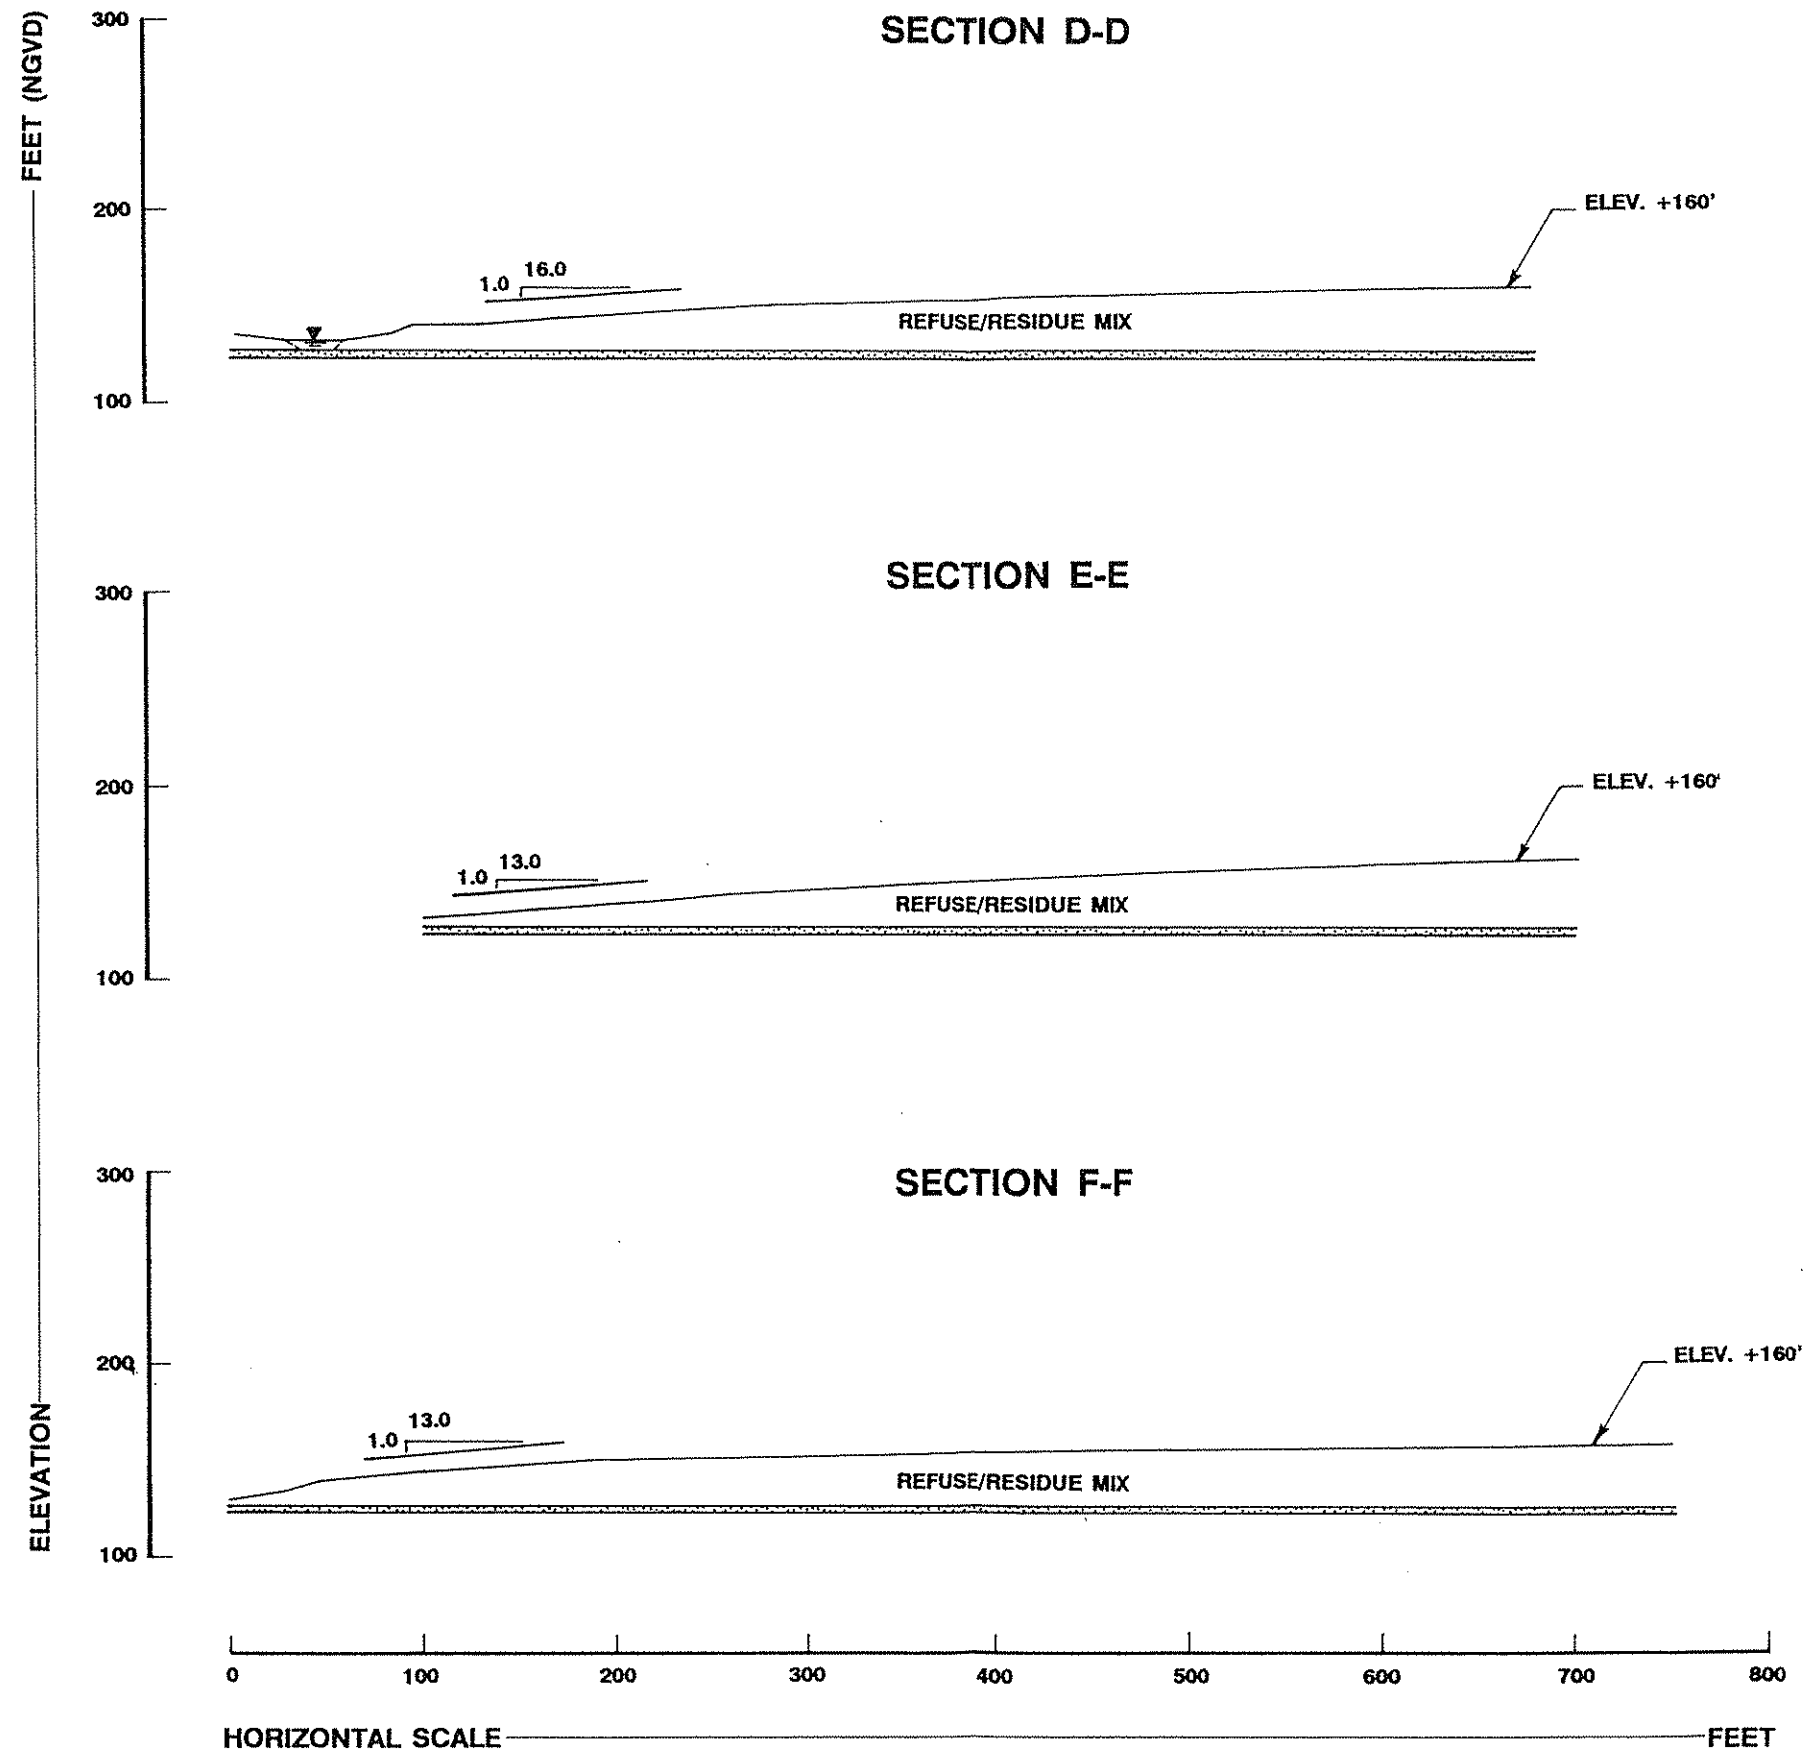 SECTION D-D
300
200
100
ELEV. +160'
1.0
16.0
REFUSE/RESIDUE MIX
SECTION E-E
300
200
100
ELEV. +160'
1.0
13.0
REFUSE/RESIDUE MIX
SECTION F-F
300
200
100
ELEV. +160'
1.0
13.0
REFUSE/RESIDUE MIX
ELEVATION
FEET (NGVD)
0 100 200 300 400 500 600 700 800
HORIZONTAL SCALE FEET